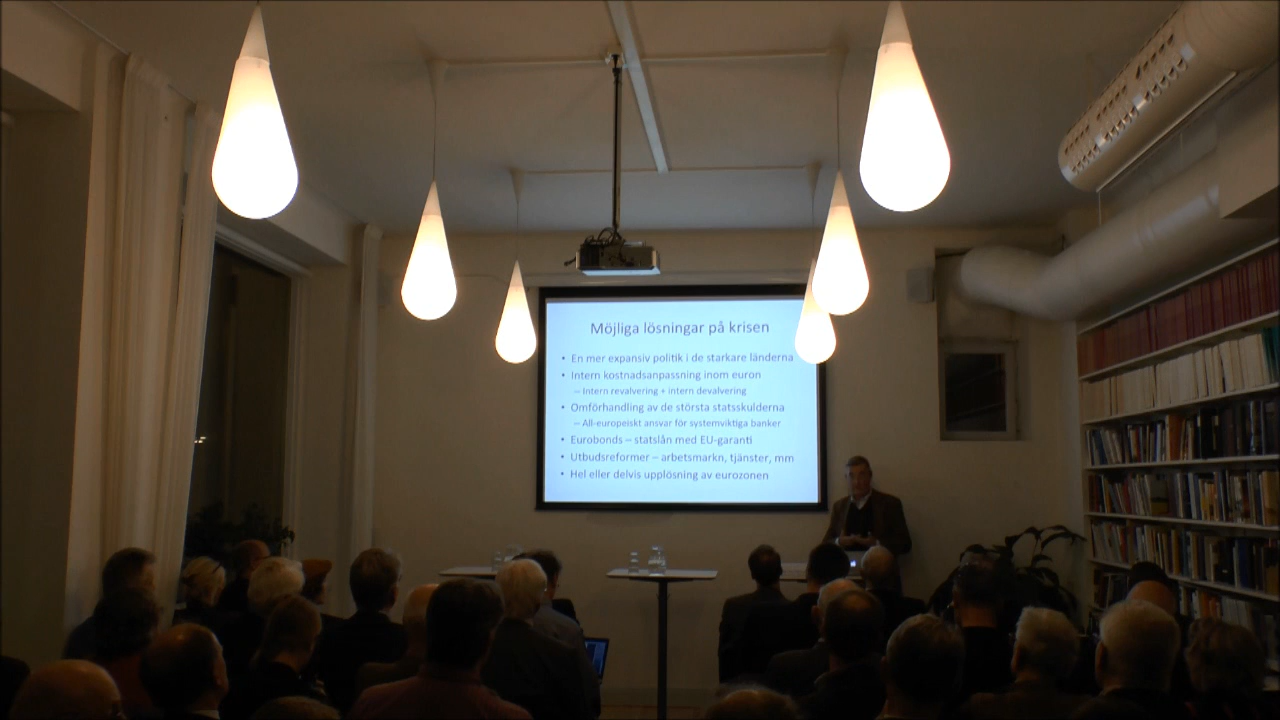 Möjliga lösningar på krisen
• En mer expansiv politik i de starkare länderna
• Intern kostnadsanpassning inom euron
– Intern revalvering + intern devalvering
• Omförhandling av de största statsskulderna
– All-europeiskt ansvar för systemviktiga banker
• Eurobonds – statslån med EU-garanti
• Utbudsreformer – arbetsmarkn, tjänster, mm
• Hel eller delvis upplösning av eurozonen